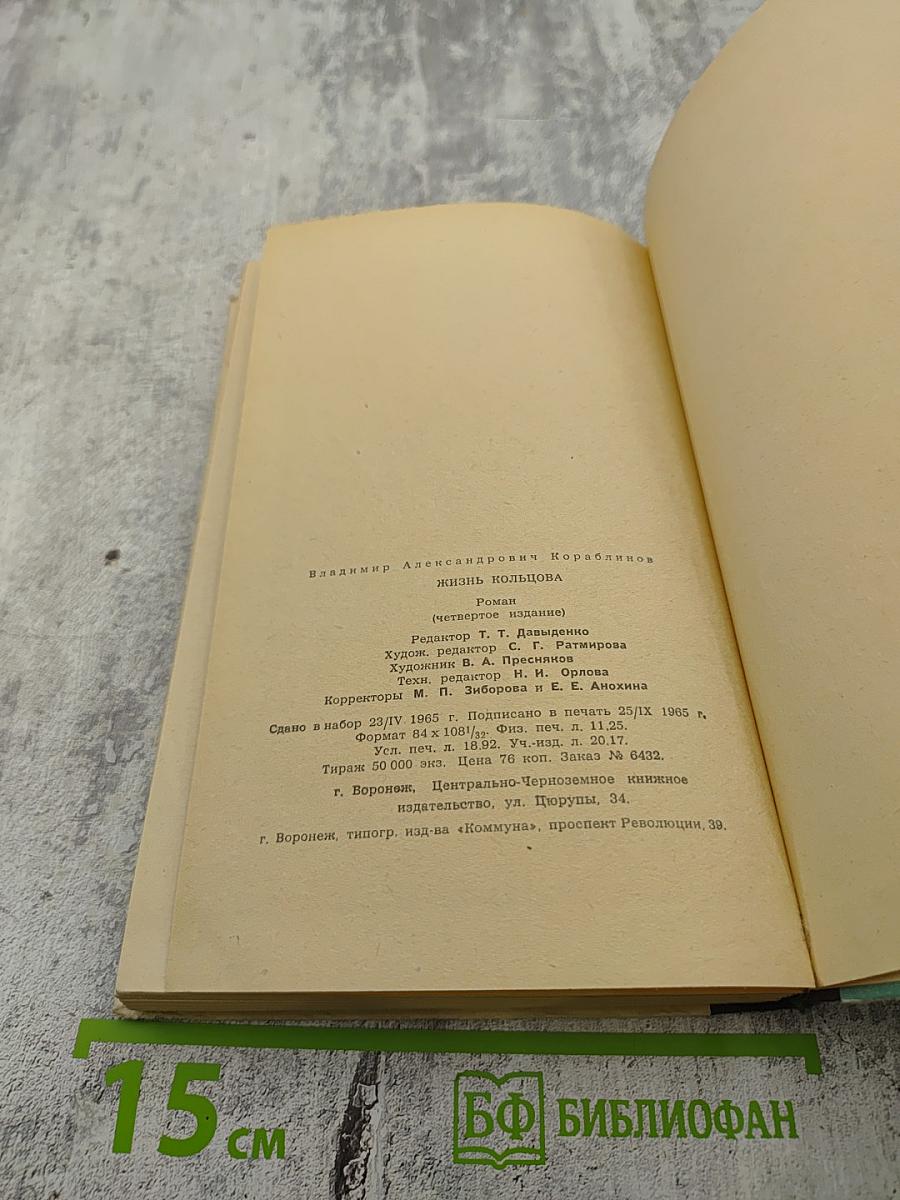 Владимир Александрович Кораблинов
ЖИЗНЬ КОЛЬЦОВА
Роман
(четвертое издание)
Редактор Т. Т. Давыденко
Худож. редактор С. Г. Ратмирова
Художник В. А. Пресняков
Техн. редактор Н. И. Орлова
Корректоры М. П. Зиборова и Е. Е. Анохина
Сдано в набор 23/IV 1965 г. Подписано в печать 25/IX 1965 г.
Формат 84 x 108 1/32. Физ. печ. л. 11,25.
Усл. печ. л. 18.92. Уч.-изд. л. 20,17.
Тираж 50 000 экз. Цена 76 коп. Заказ № 6432.
г. Воронеж, Центрально-Черноземное книжное
издательство, ул. Цюрупы, 34.
г. Воронеж, типогр. изд-ва «Коммуна», проспект Революции, 39.
15 см
БФ БИБЛИОФАН